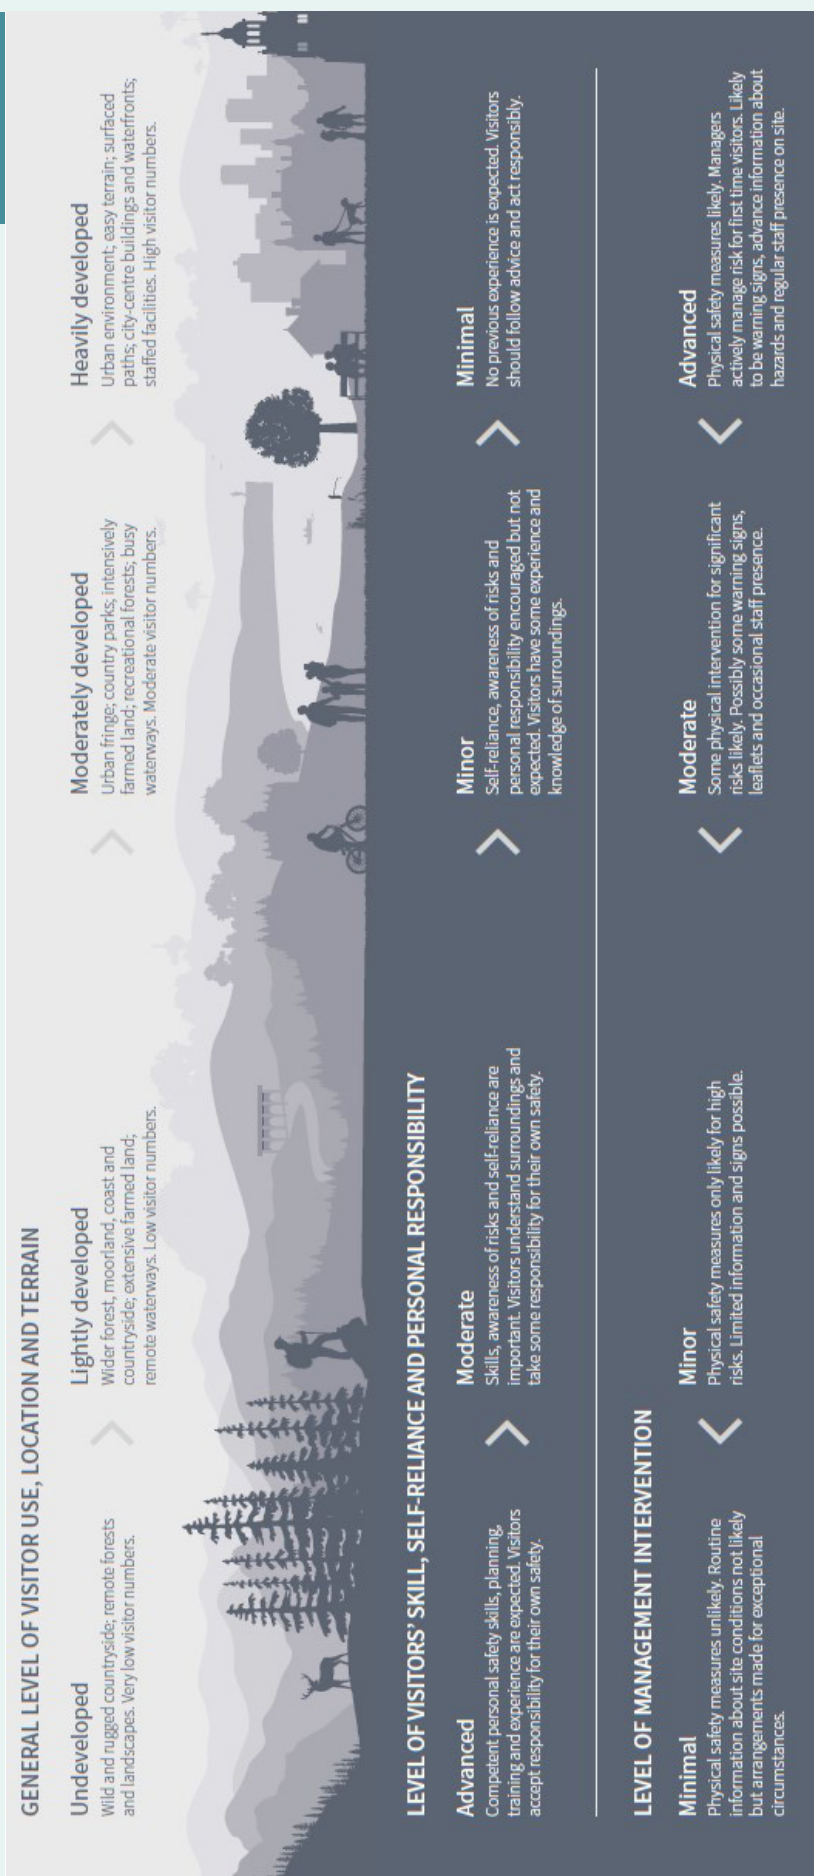 GENERAL LEVEL OF VISITOR USE, LOCATION AND TERRAIN
Undeveloped
Wild and rugged countryside; remote forests
and landscapes. Very low visitor numbers.
Lightly developed
Wider forest, moorland, coast and
countryside; extensive farmed land;
remote waterways. Low visitor numbers.
Moderately developed
Urban fringe; country parks; intensively
farmed land; recreational forests; busy
waterways. Moderate visitor numbers.
Heavily developed
Urban environment; easy terrain; surfaced
paths; city-centre buildings and waterfronts;
staffed facilities. High visitor numbers.
LEVEL OF VISITORS' SKILL, SELF-RELIANCE AND PERSONAL RESPONSIBILITY
Advanced
Competent personal safety skills, planning,
training and experience are expected. Visitors
accept responsibility for their own safety.
Moderate
Skills, awareness of risks and self-reliance are
important. Visitors understand surroundings and
take some responsibility for their own safety.
Minor
Self-reliance, awareness of risks and
personal responsibility encouraged but not
expected. Visitors have some experience and
knowledge of surroundings.
Minimal
No previous experience is expected. Visitors
should follow advice and act responsibly.
LEVEL OF MANAGEMENT INTERVENTION
Minimal
Physical safety measures unlikely. Routine
information about site conditions not likely
but arrangements made for exceptional
circumstances.
Minor
Physical safety measures only likely for high
risks. Limited information and signs possible.
Moderate
Some physical intervention for significant
risks likely. Possibly some warning signs,
leaflets and occasional staff presence.
Advanced
Physical safety measures likely. Managers
actively manage risk for first time visitors. Likely
to be warning signs, advance information about
hazards and regular staff presence on site.